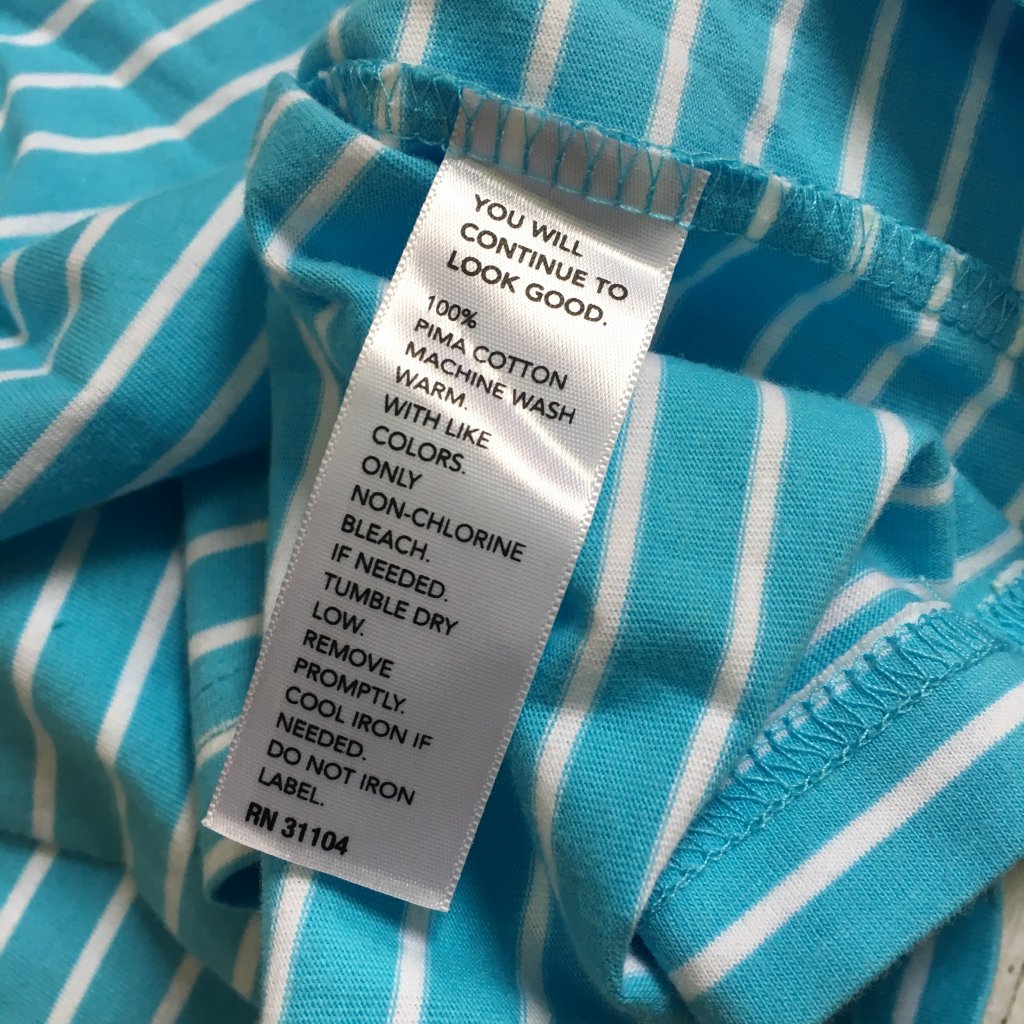 YOU WILL
CONTINUE TO
LOOK GOOD.
100%
PIMA COTTON
MACHINE WASH
WARM.
WITH LIKE
COLORS.
ONLY
NON-CHLORINE
BLEACH.
IF NEEDED.
TUMBLE DRY
LOW.
REMOVE
PROMPTLY.
COOL IRON IF
NEEDED.
DO NOT IRON
LABEL.
RN 31104